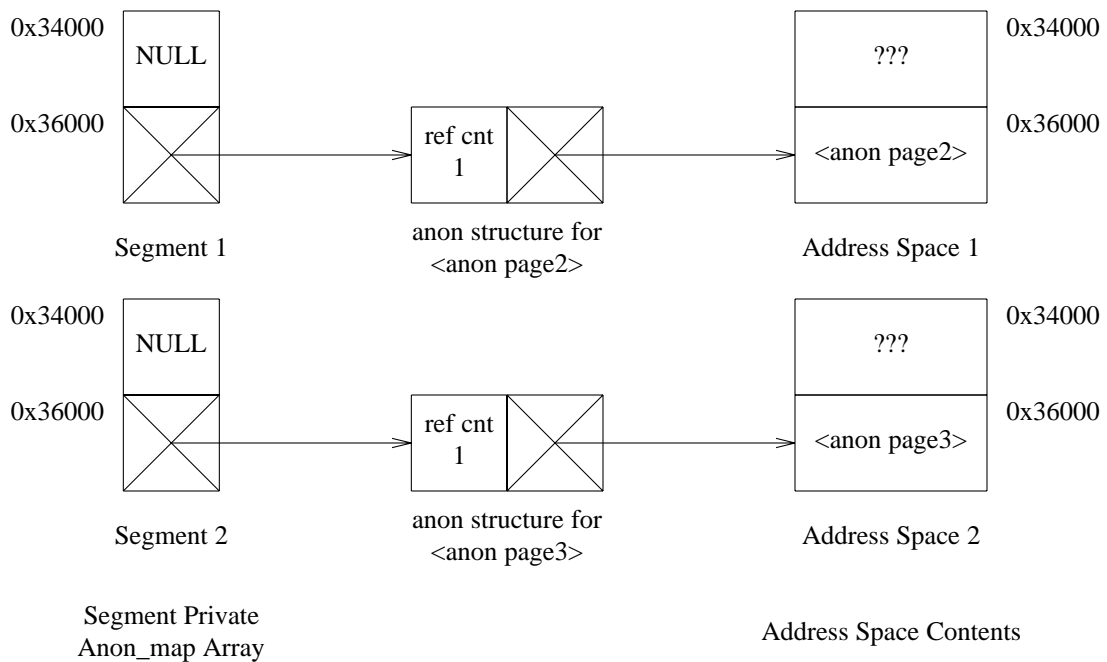 0x34000
NULL
???
0x34000
0x36000
ref cnt
1
<anon page2>
0x36000
Segment 1
anon structure for
<anon page2>
Address Space 1
0x34000
NULL
???
0x34000
0x36000
ref cnt
1
<anon page3>
0x36000
Segment 2
anon structure for
<anon page3>
Address Space 2
Segment Private
Anon_map Array
Address Space Contents